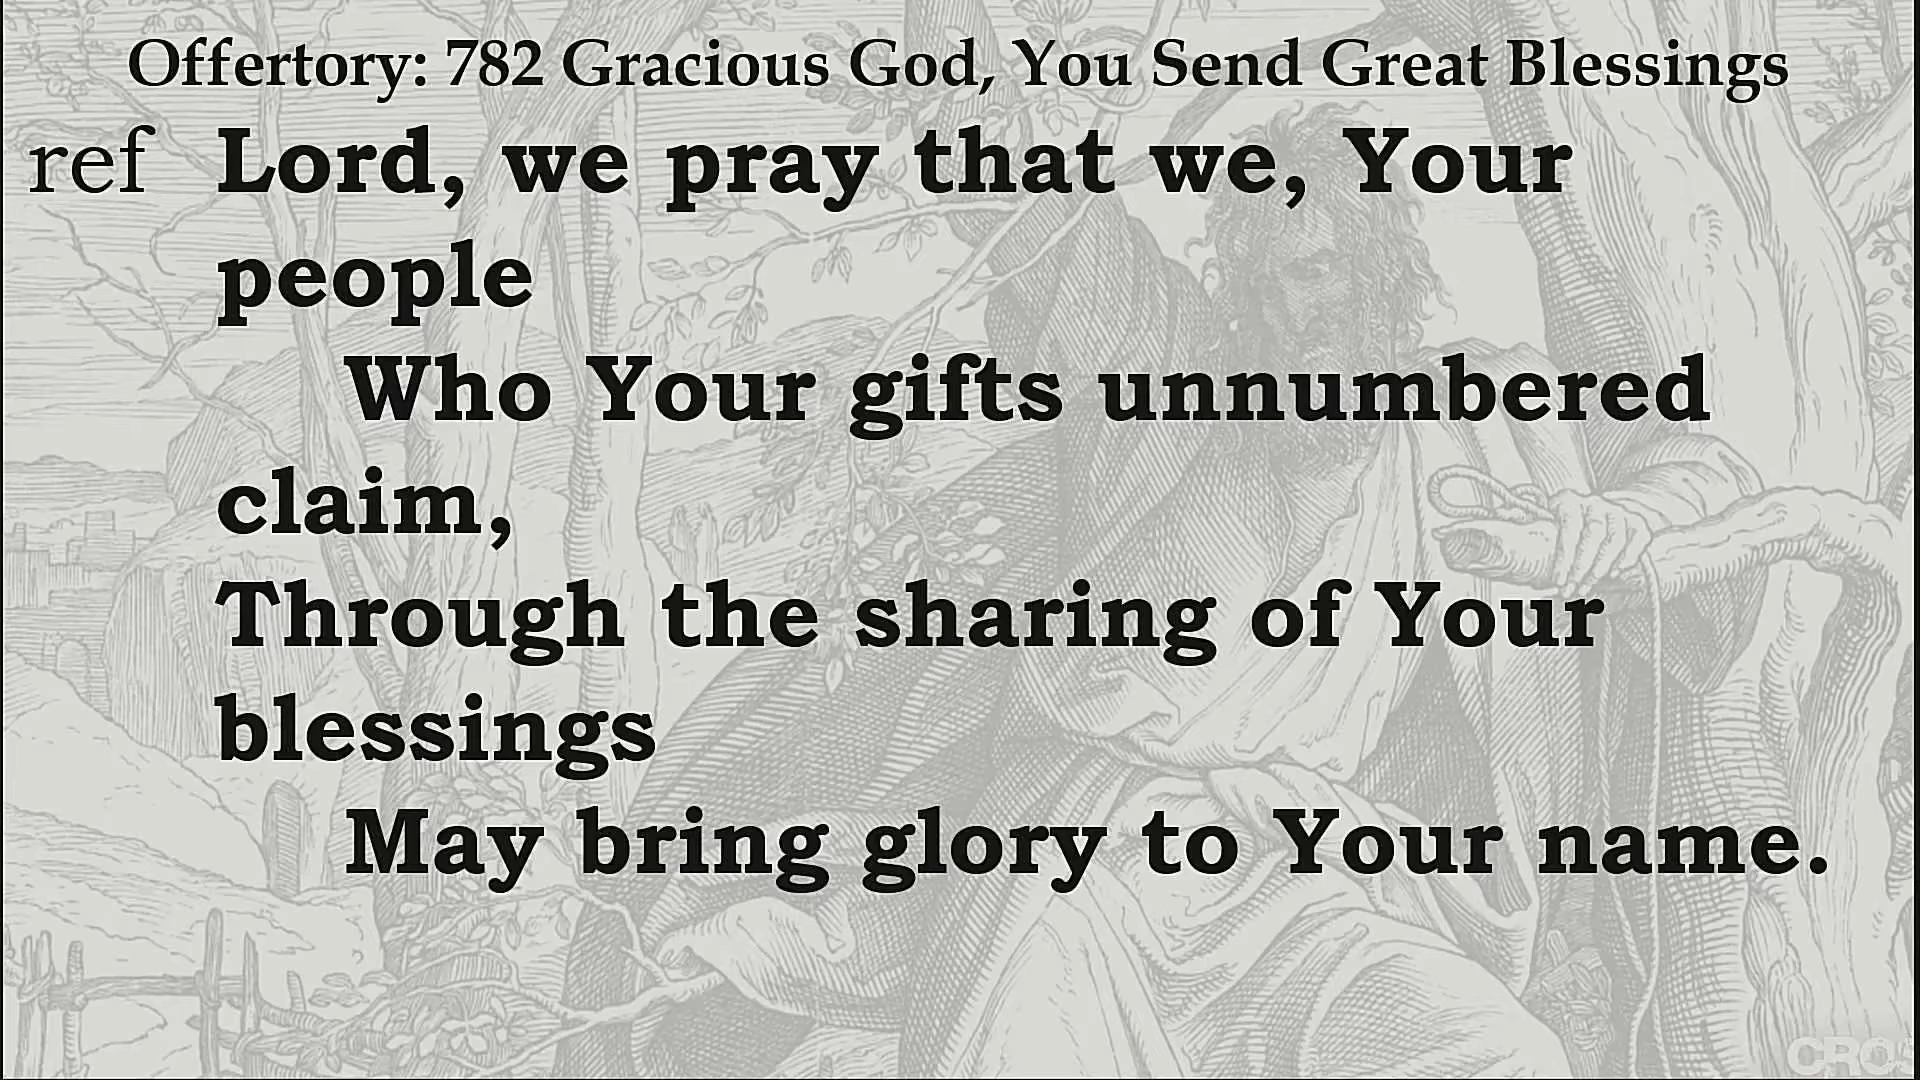 Offertory: 782 Gracious God, You Send Great Blessings
ref Lord, we pray that we, Your
people
Who Your gifts unnumbered
claim,
Through the sharing of Your
blessings
May bring glory to Your name.